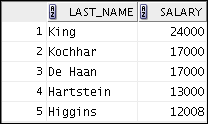 LAST_NAME SALARY
1 King 24000
2 Kochhar 17000
3 De Haan 17000
4 Hartstein 13000
5 Higgins 12008